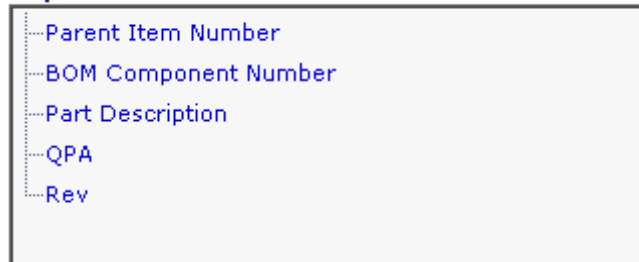 Parent Item Number
BOM Component Number
Part Description
QPA
Rev